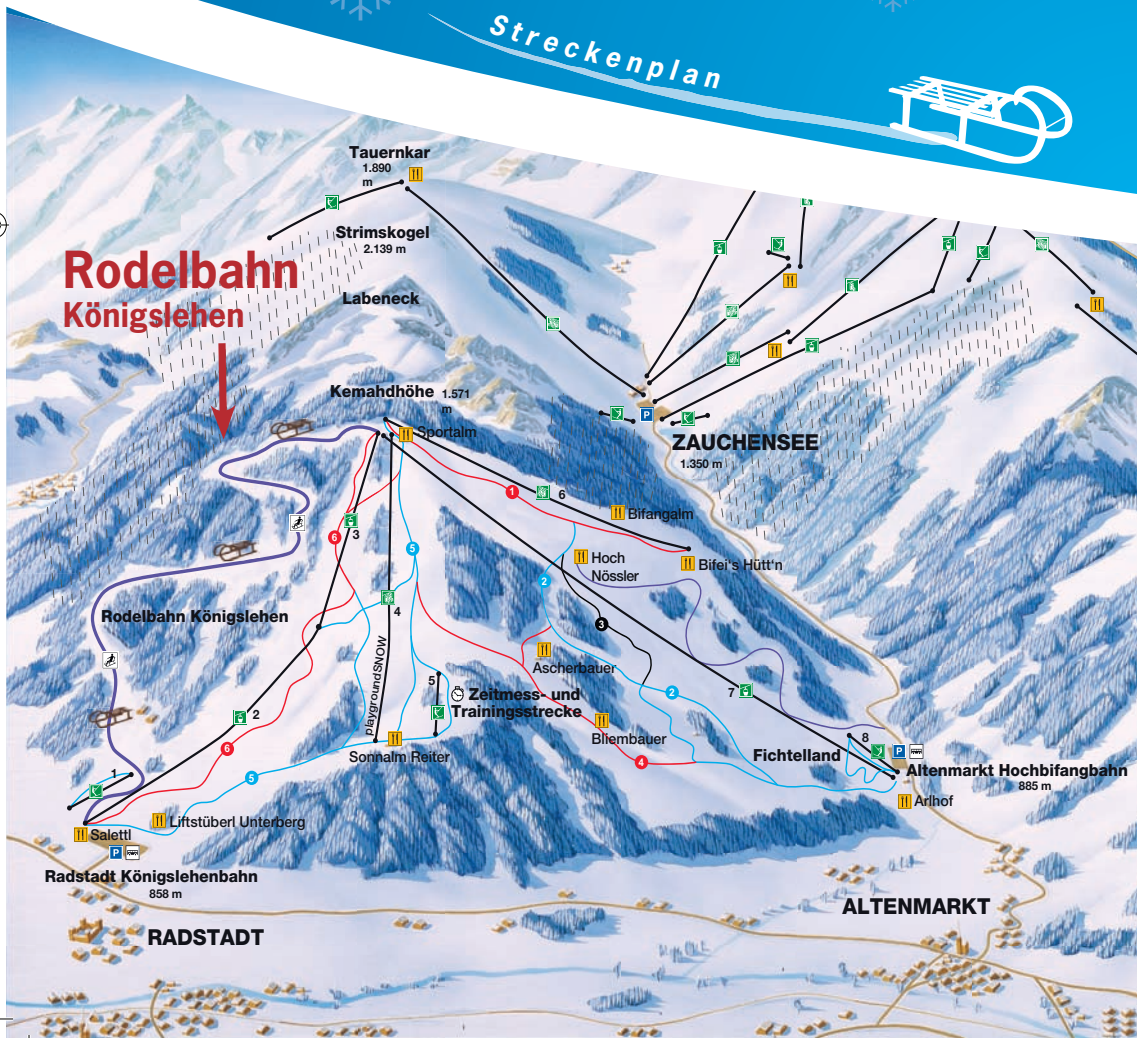 Streckenplan
Tauernkar
1.890
m
Strimskogel
2.139 m
Rodelbahn
Königslehen
Labeneck
Kemahdhöhe 1.571
m
Sportalm
P
ZAUCHENSEE
1.350 m
1
6
Bifangalm
3
6
5
Hoch
Nössler
Bifei's Hütt'n
2
4
3
Rodelbahn Königslehen
Ascherbauer
playgroundSNOW
5
Zeitmess- und
Trainingsstrecke
2
7
2
6
Bliembauer
8
Sonnalm Reiter
Fichtelland
P
4
Altenmarkt Hochbifangbahn
885 m
1
5
Arlhof
Liftstüberl Unterberg
Salettl
P
Radstadt Königslehenbahn
858 m
ALTENMARKT
RADSTADT